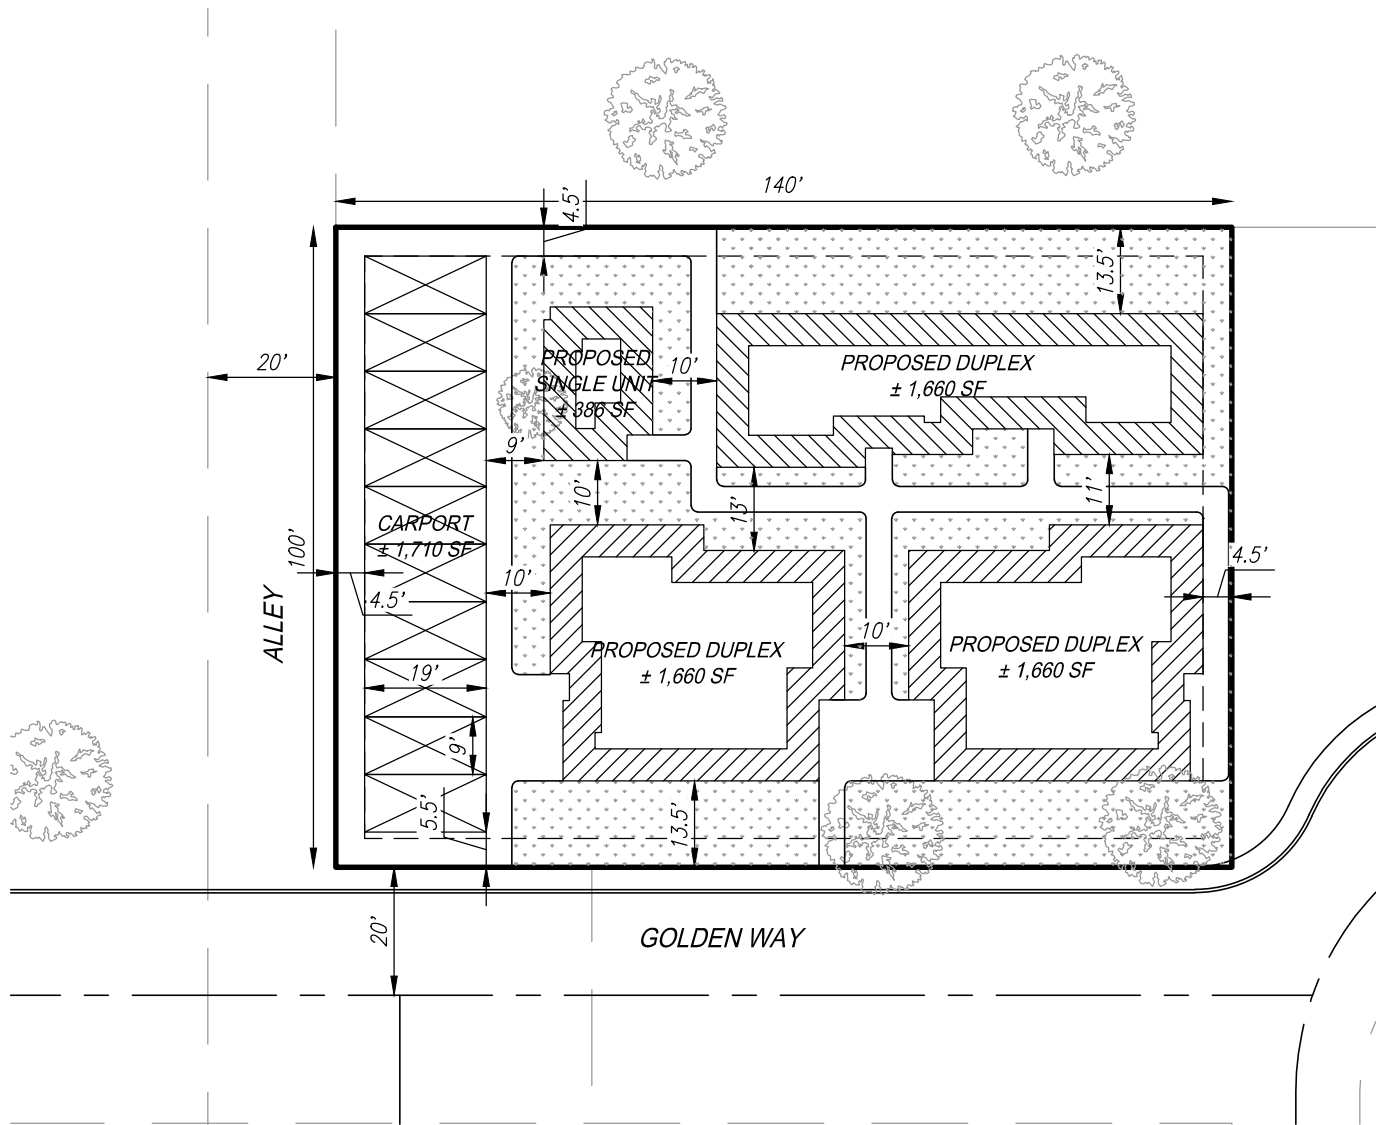 140'
4.5'
13.5'
20'
PROPOSED
SINGLE UNIT
± 386 SF
10'
PROPOSED DUPLEX
± 1,660 SF
9'
10'
13'
11'
CARPORT
± 1,710 SF
100'
4.5'
10'
4.5'
ALLEY
10'
PROPOSED DUPLEX
± 1,660 SF
PROPOSED DUPLEX
± 1,660 SF
19'
9'
5.5'
13.5'
20'
GOLDEN WAY